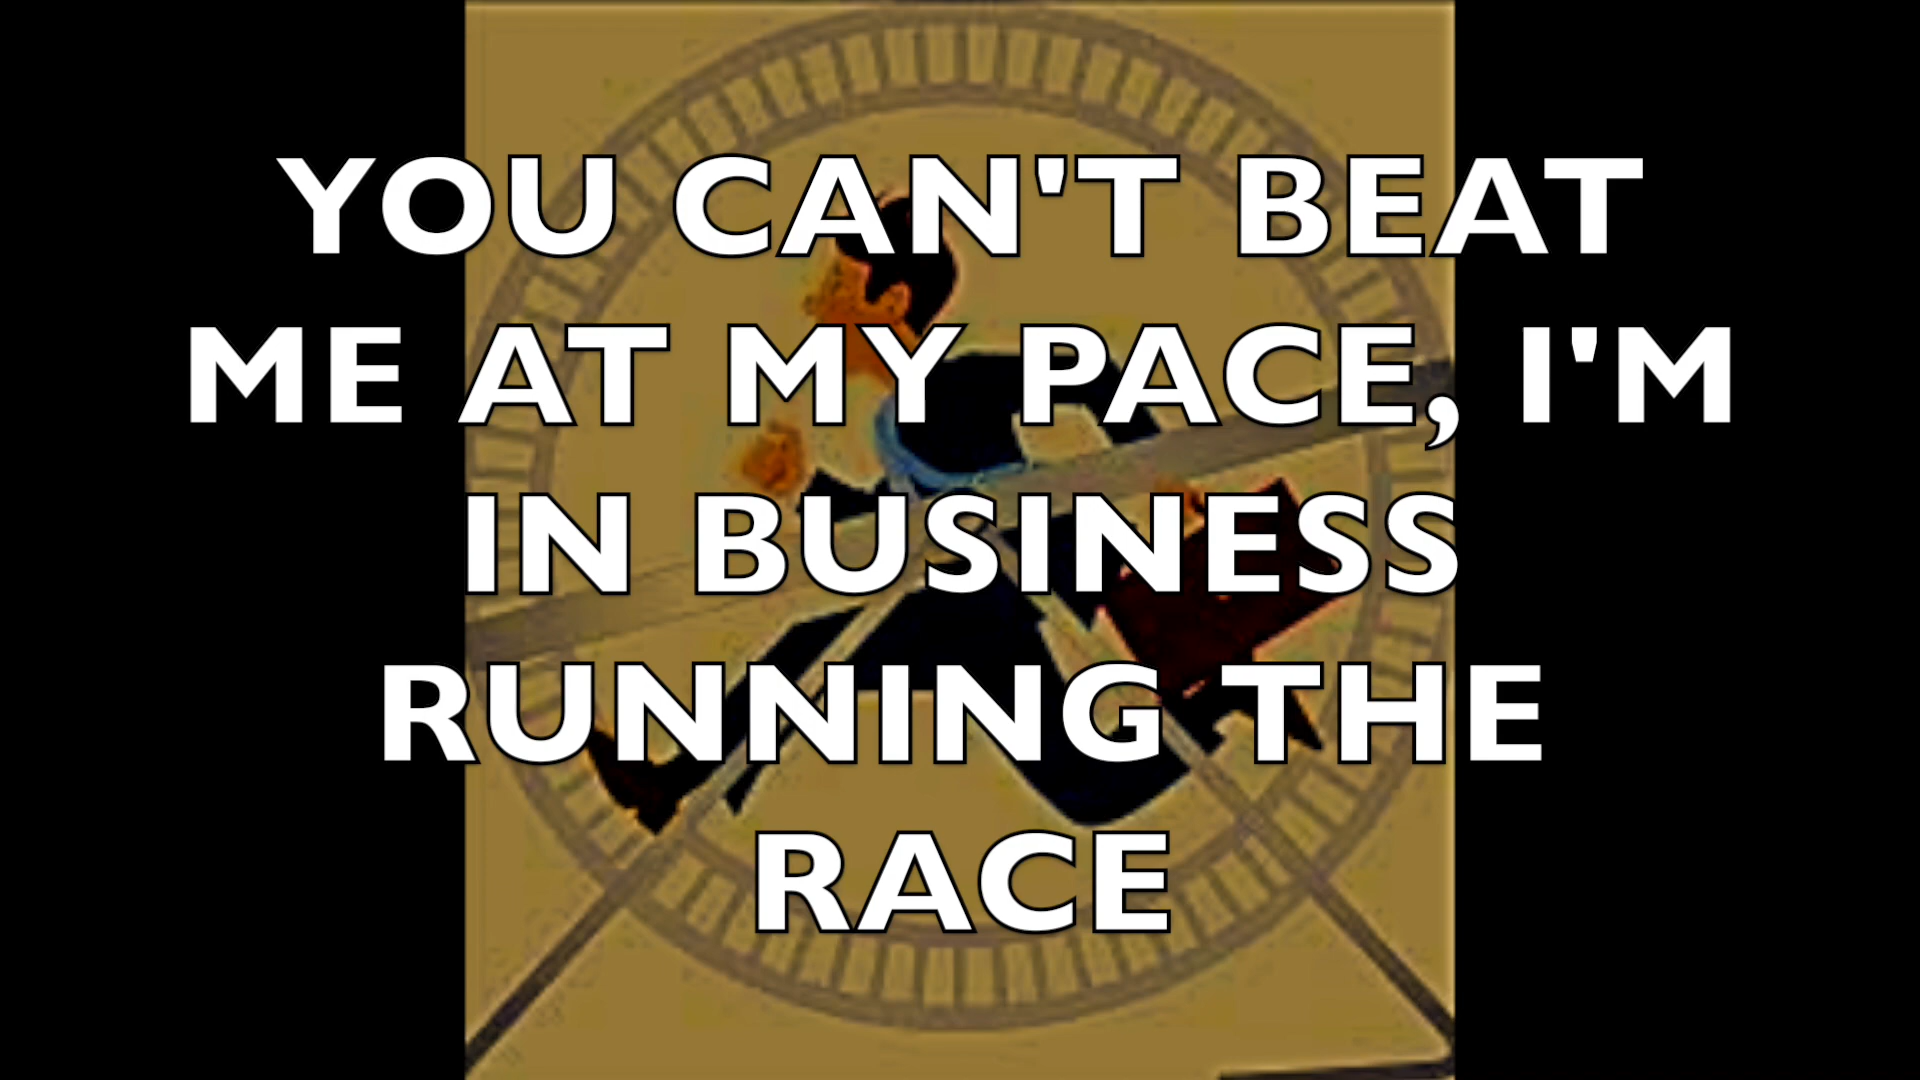 YOU CAN'T BEAT
ME AT MY PACE, I'M
IN BUSINESS
RUNNING THE
RACE